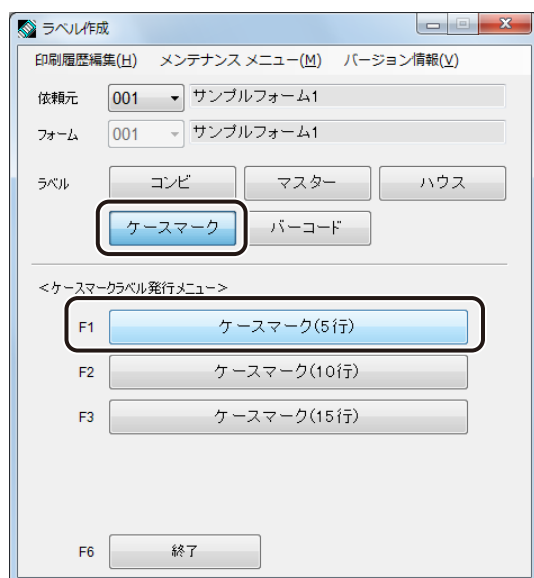 ラベル作成
印刷履歴編集(H) メンテナンス メニュー(M) バージョン情報(V)
依頼元 001 サンプルフォーム1
フォーム 001 サンプルフォーム1
ラベル コンビ マスター ハウス
ケースマーク バーコード
<ケースマークラベル発行メニュー>
F1 ケースマーク(5行)
F2 ケースマーク(10行)
F3 ケースマーク(15行)
F6 終了